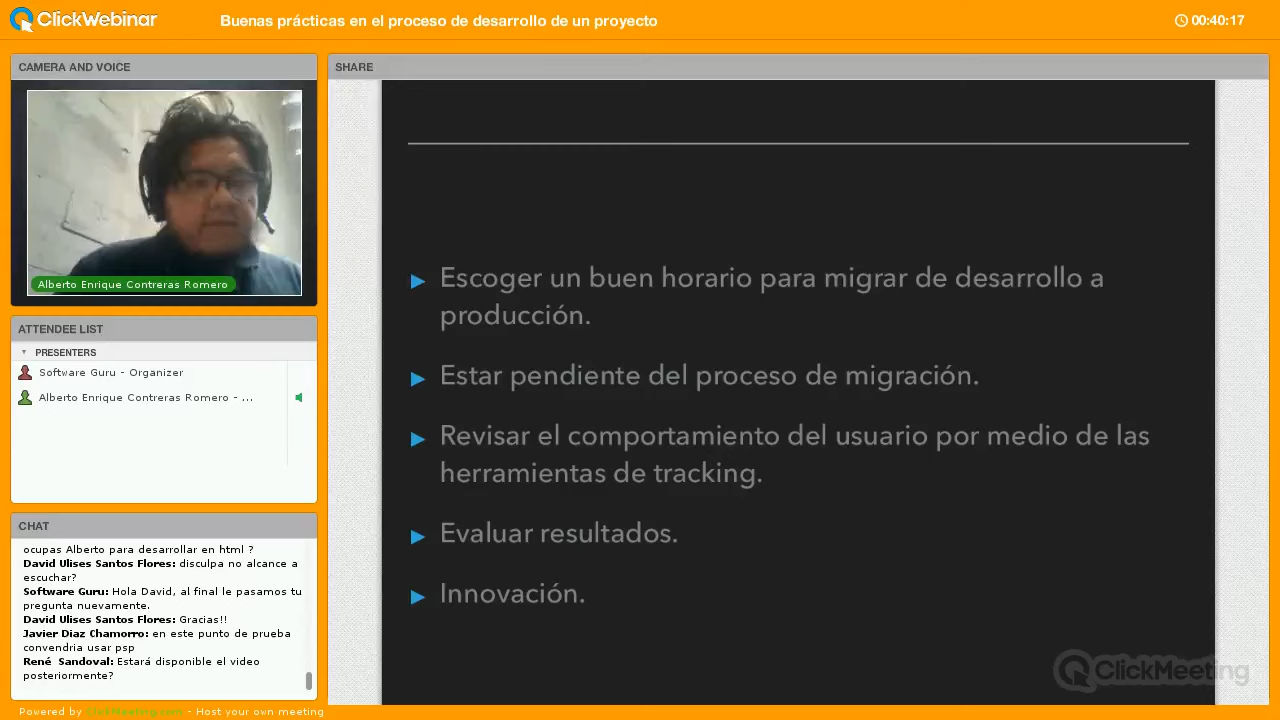 ClickWebinar
Buenas prácticas en el proceso de desarrollo de un proyecto
00:40:17
CAMERA AND VOICE
Alberto Enrique Contreras Romero
ATTENDEE LIST
PRESENTERS
Software Guru - Organizer
Alberto Enrique Contreras Romero - ...
CHAT
ocupas Alberto para desarrollar en html ?
David Ulises Santos Flores: disculpa no alcance a
escuchar?
Software Guru: Hola David, al final le pasamos tu
pregunta nuevamente.
David Ulises Santos Flores: Gracias!!
Javier Diaz Chamorro: en este punto de prueba
convendria usar psp
René Sandoval: Estará disponible el video
posteriormente?
SHARE
Escoger un buen horario para migrar de desarrollo a
producción.
Estar pendiente del proceso de migración.
Revisar el comportamiento del usuario por medio de las
herramientas de tracking.
Evaluar resultados.
Innovación.
ClickMeeting
Powered by ClickMeeting.com - Host your own meeting